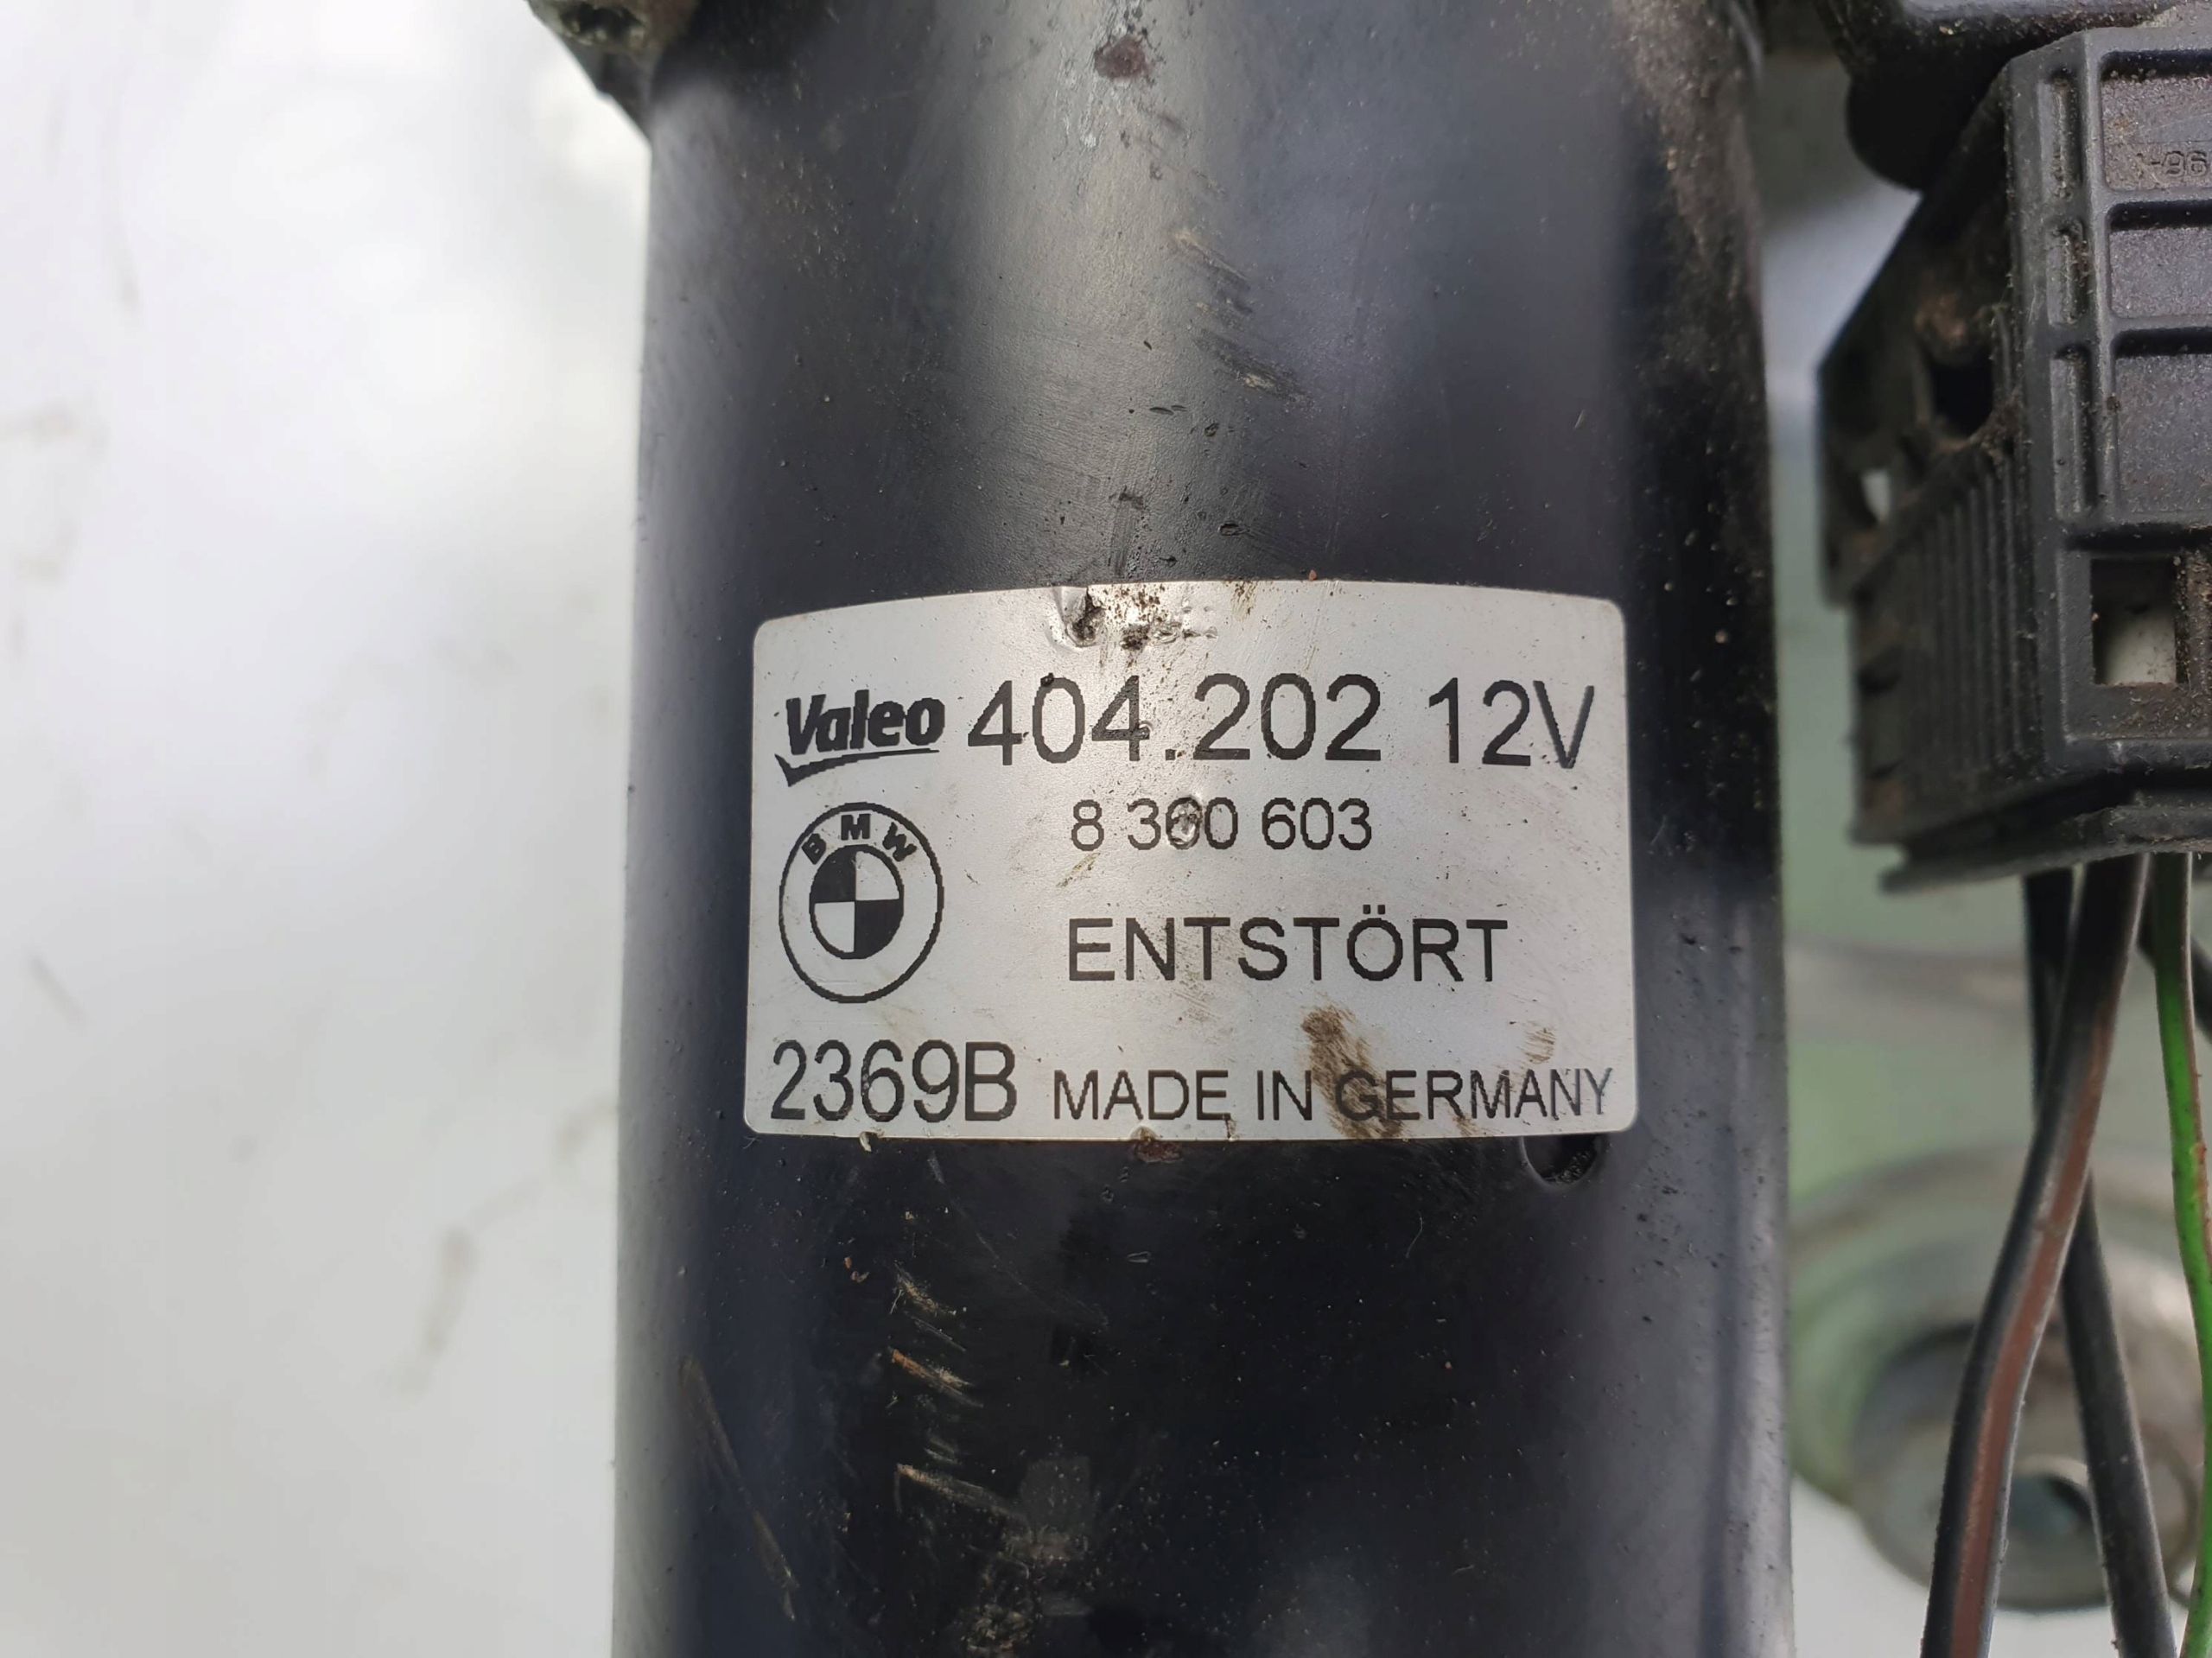 Valeo 404.202 12V
8 360 603
BMW
ENTSTÖRT
2369B MADE IN GERMANY